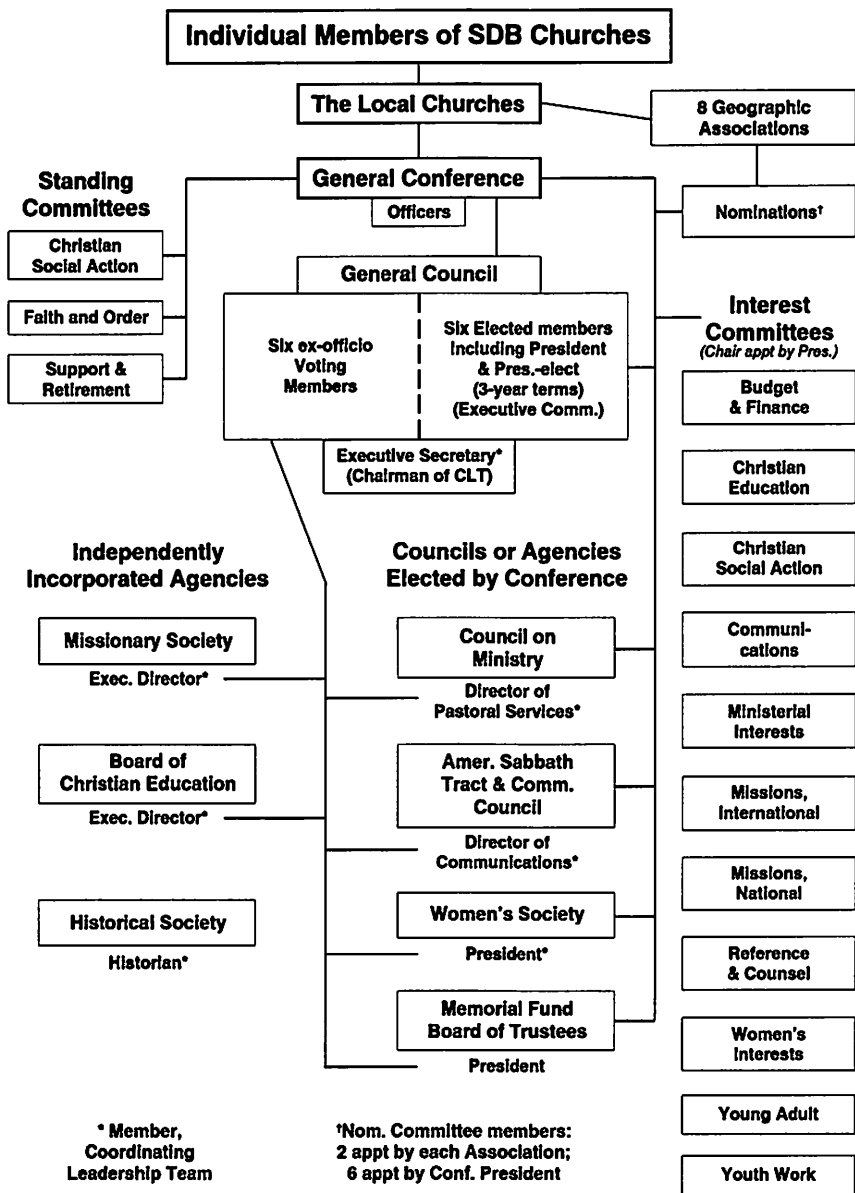 Individual Members of SDB Churches
The Local Churches
8 Geographic
Associations
General Conference
Officers
Nominations†
Standing
Committees
Christian
Social Action
Faith and Order
Support &
Retirement
General Council
Six ex-officio
Voting
Members
Six Elected members
Including President
& Pres.-elect
(3-year terms)
(Executive Comm.)
Executive Secretary*
(Chairman of CLT)
Interest
Committees
(Chair appt by Pres.)
Budget
& Finance
Christian
Education
Christian
Social Action
Communi-
cations
Ministerial
Interests
Missions,
International
Missions,
National
Reference
& Counsel
Women's
Interests
Young Adult
Youth Work
Independently
Incorporated Agencies
Missionary Society
Exec. Director*
Board of
Christian Education
Exec. Director*
Historical Society
Historian*
Councils or Agencies
Elected by Conference
Council on
Ministry
Director of
Pastoral Services*
Amer. Sabbath
Tract & Comm.
Council
Director of
Communications*
Women's Society
President*
Memorial Fund
Board of Trustees
President
* Member,
Coordinating
Leadership Team
†Nom. Committee members:
2 appt by each Association;
6 appt by Conf. President